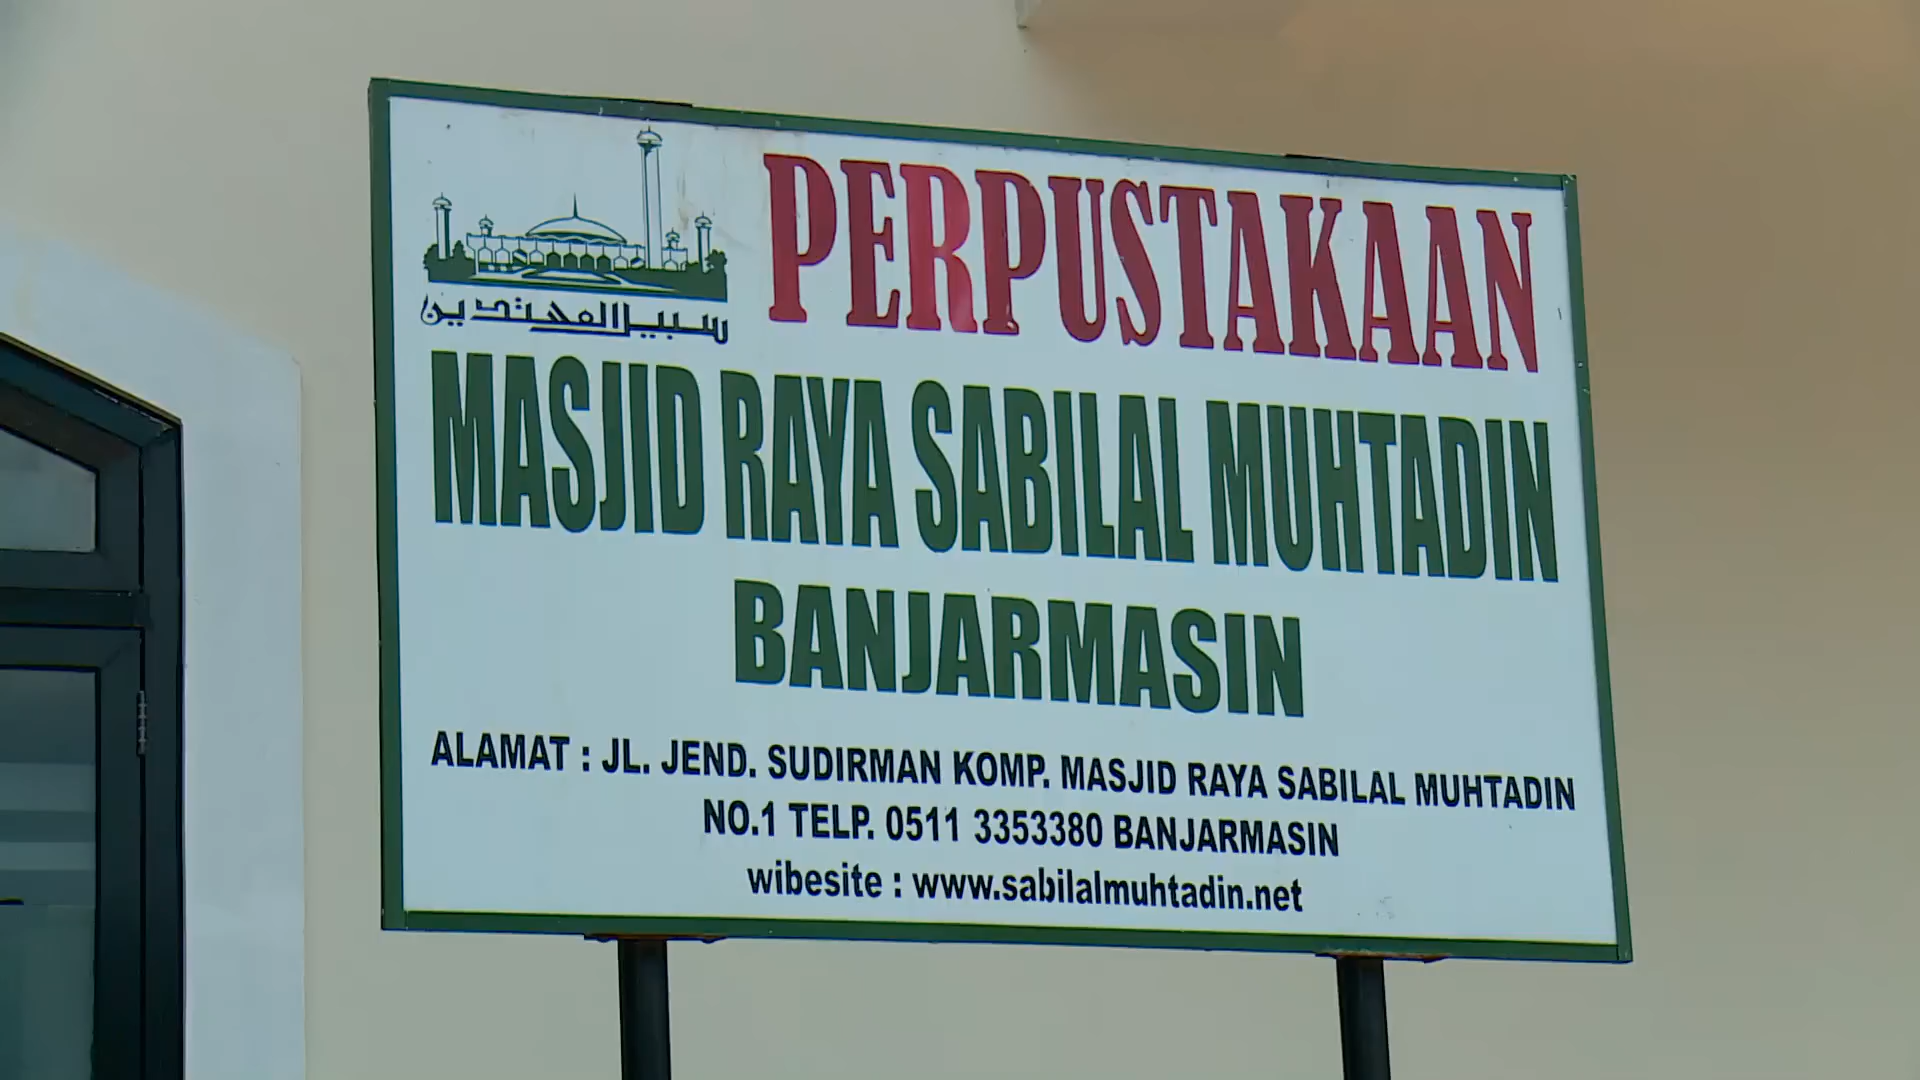 سبيل المهتدين
PERPUSTAKAAN
MASJID RAYA SABILAL MUHTADIN
BANJARMASIN
ALAMAT : JL. JEND. SUDIRMAN KOMP. MASJID RAYA SABILAL MUHTADIN
NO.1 TELP. 0511 3353380 BANJARMASIN
wibesite : www.sabilalmuhtadin.net